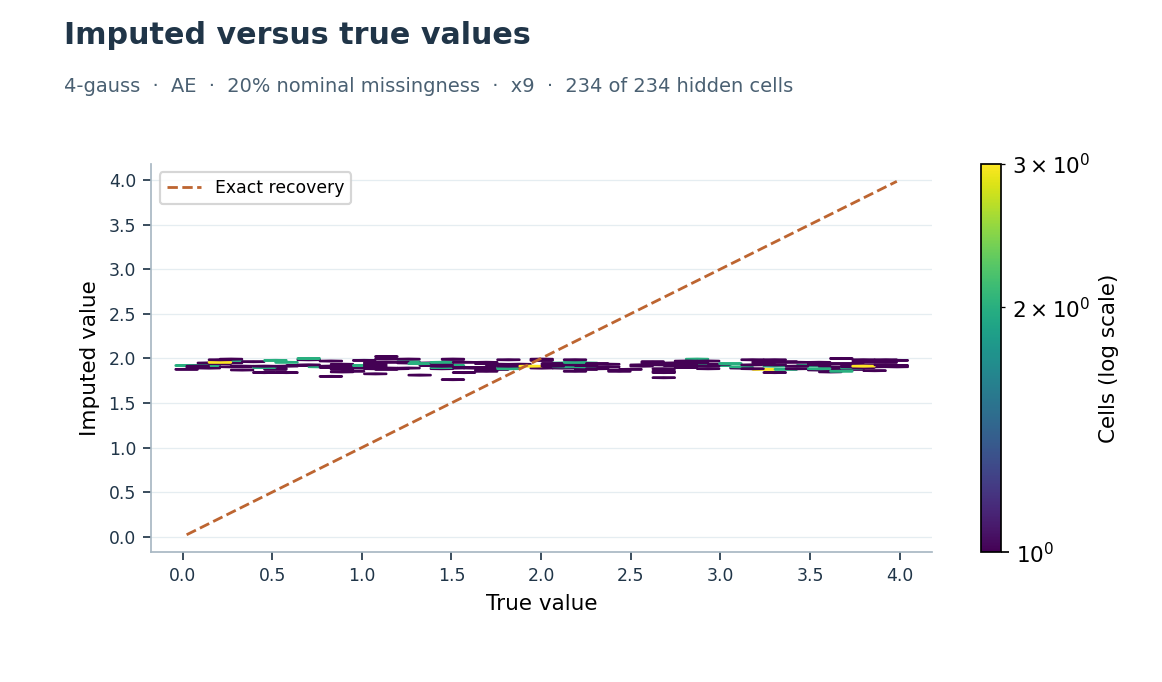 Imputed versus true values
4-gauss · AE · 20% nominal missingness · x9 · 234 of 234 hidden cells
Exact recovery
4.0
3.5
3.0
2.5
2.0
1.5
1.0
0.5
0.0
Imputed value
0.0 0.5 1.0 1.5 2.0 2.5 3.0 3.5 4.0
True value
3 × 10⁰
2 × 10⁰
10⁰
Cells (log scale)